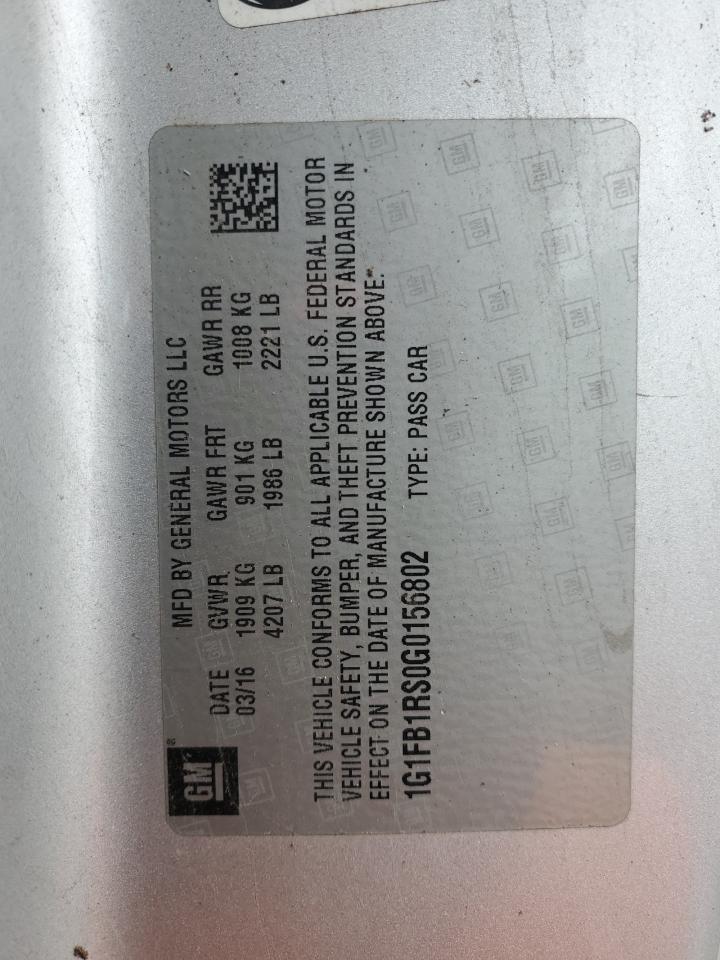 GM
MFD BY GENERAL MOTORS LLC
DATE GVWR GAWR FRT GAWR RR
03/16 1909 KG 901 KG 1008 KG
4207 LB 1986 LB 2221 LB
THIS VEHICLE CONFORMS TO ALL APPLICABLE U.S. FEDERAL MOTOR
VEHICLE SAFETY, BUMPER, AND THEFT PREVENTION STANDARDS IN
EFFECT ON THE DATE OF MANUFACTURE SHOWN ABOVE.
1G1FB1RS0G0156802 TYPE: PASS CAR